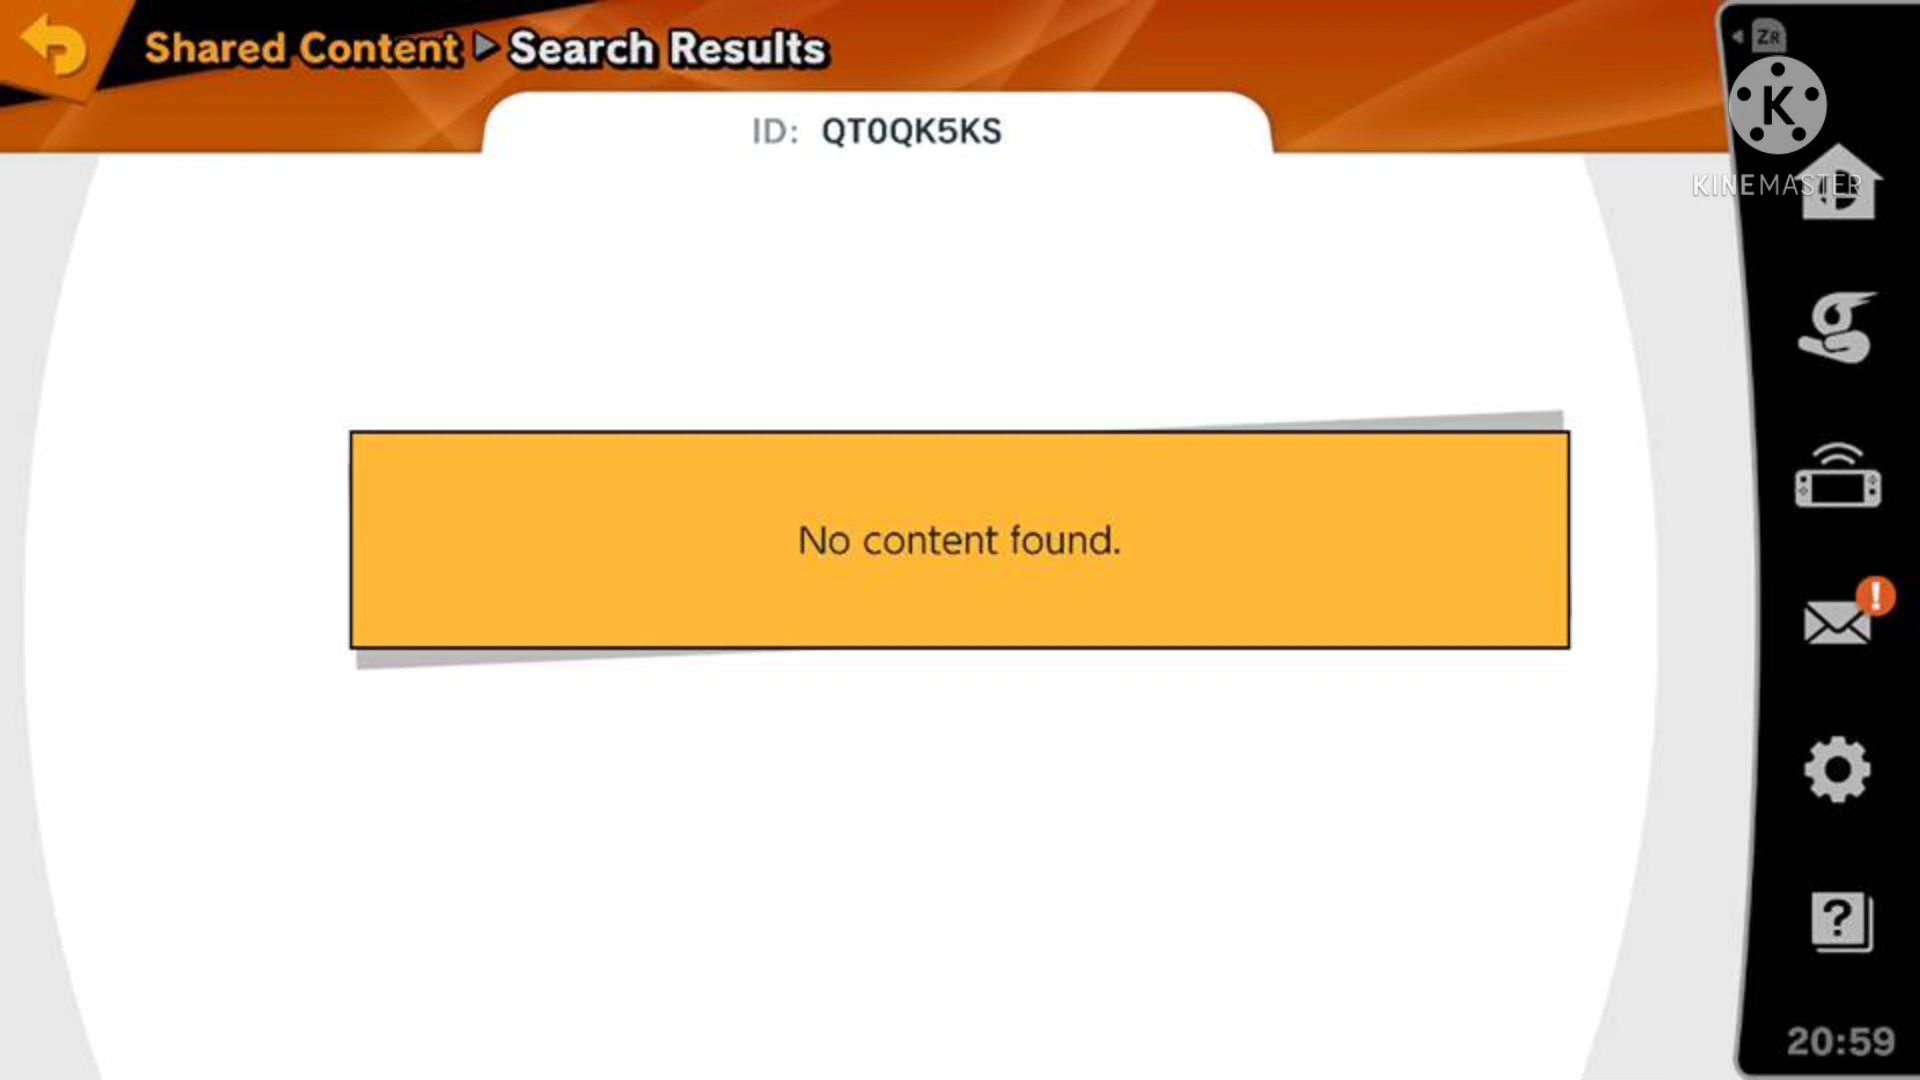 Shared Content ▶ Search Results
ZR
K
KINEMASTER
ID: QT0QK5KS
No content found.
!
?
20:59